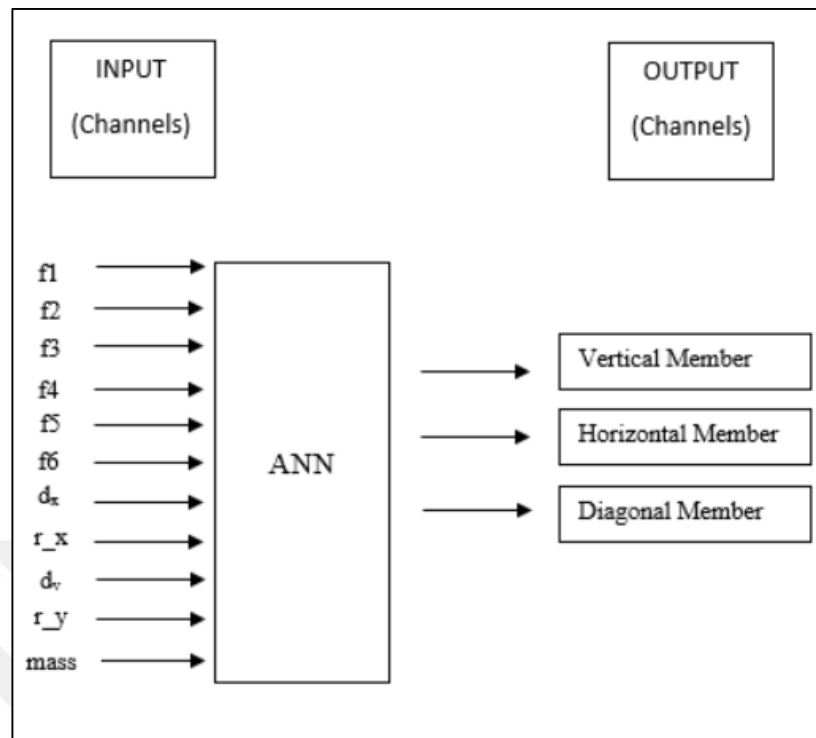 INPUT
(Channels)
OUTPUT
(Channels)
f1
f2
f3
f4
f5
f6
dₓ
r_x
dᵥ
r_y
mass
ANN
Vertical Member
Horizontal Member
Diagonal Member